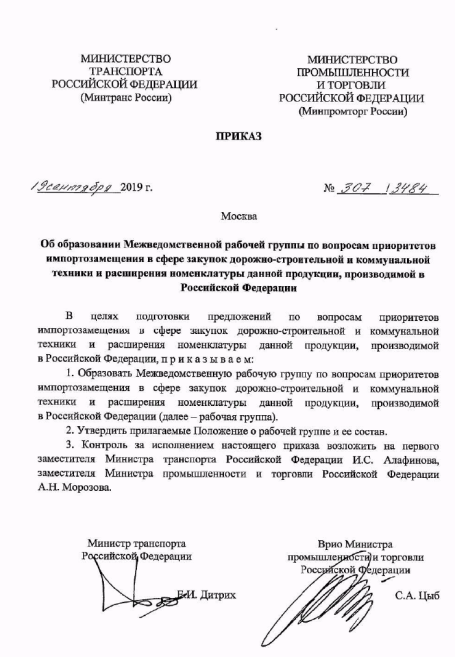 МИНИСТЕРСТВО
ТРАНСПОРТА
РОССИЙСКОЙ ФЕДЕРАЦИИ
(Минтранс России)
МИНИСТЕРСТВО
ПРОМЫШЛЕННОСТИ
И ТОРГОВЛИ
РОССИЙСКОЙ ФЕДЕРАЦИИ
(Минпромторг России)
ПРИКАЗ
19 сентября 2019 г.
№ 307 / 3484
Москва
Об образовании Межведомственной рабочей группы по вопросам приоритетов
импортозамещения в сфере закупок дорожно-строительной и коммунальной
техники и расширения номенклатуры данной продукции, производимой в
Российской Федерации
В целях подготовки предложений по вопросам приоритетов
импортозамещения в сфере закупок дорожно-строительной и коммунальной
техники и расширения номенклатуры данной продукции, производимой
в Российской Федерации, п р и к а з ы в а е м:
1. Образовать Межведомственную рабочую группу по вопросам приоритетов
импортозамещения в сфере закупок дорожно-строительной и коммунальной
техники и расширения номенклатуры данной продукции, производимой
в Российской Федерации (далее – рабочая группа).
2. Утвердить прилагаемые Положение о рабочей группе и ее состав.
3. Контроль за исполнением настоящего приказа возложить на первого
заместителя Министра транспорта Российской Федерации И.С. Алафинова,
заместителя Министра промышленности и торговли Российской Федерации
А.Н. Морозова.
Министр транспорта
Российской Федерации
Е.И. Дитрих
Врио Министра
промышленности и торговли
Российской Федерации
С.А. Цыб